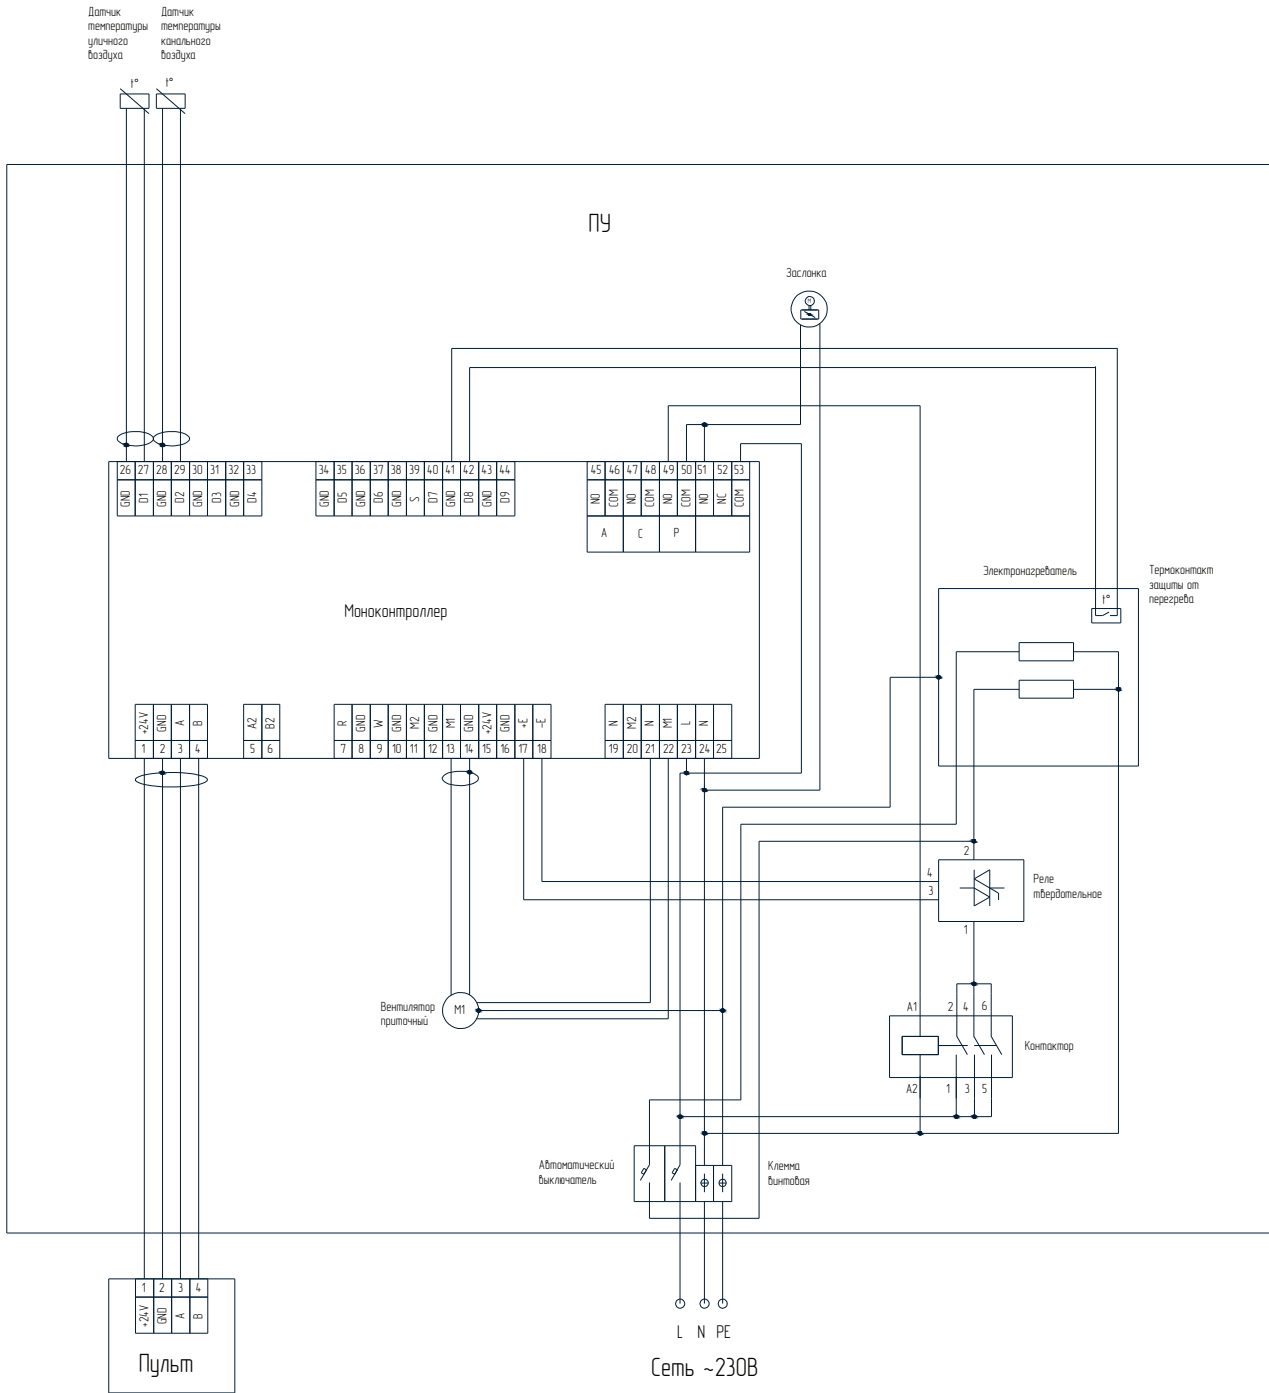 Датчик
температуры
уличного
воздуха
Датчик
температуры
канального
воздуха
t°
t°
ПУ
Заслонка
М
26 27 28 29 30 31 32 33
GND D1 GND D2 GND D3 GND D4
34 35 36 37 38 39 40 41 42 43 44
GND D5 GND D6 GND S D7 GND D8 GND D9
45 46 47 48 49 50 51 52 53
NO COM NO COM NO COM NO NC COM
A C P
Моноконтроллер
Электронагреватель
Термоконтакт
защиты от
перегрева
t°
+24V GND A B
1 2 3 4
A2 B2
5 6
R GND W GND M2 GND M1 GND +24V GND +E -E
7 8 9 10 11 12 13 14 15 16 17 18
N M2 N M1 L N
19 20 21 22 23 24 25
2
4
3
1
Реле
твердотельное
Вентилятор
приточный
М1
A1 2 4 6
Контактор
A2 1 3 5
Автоматический
выключатель
Клемма
винтовая
1 2 3 4
+24V GND A B
Пульт
L N PE
Сеть ~230В